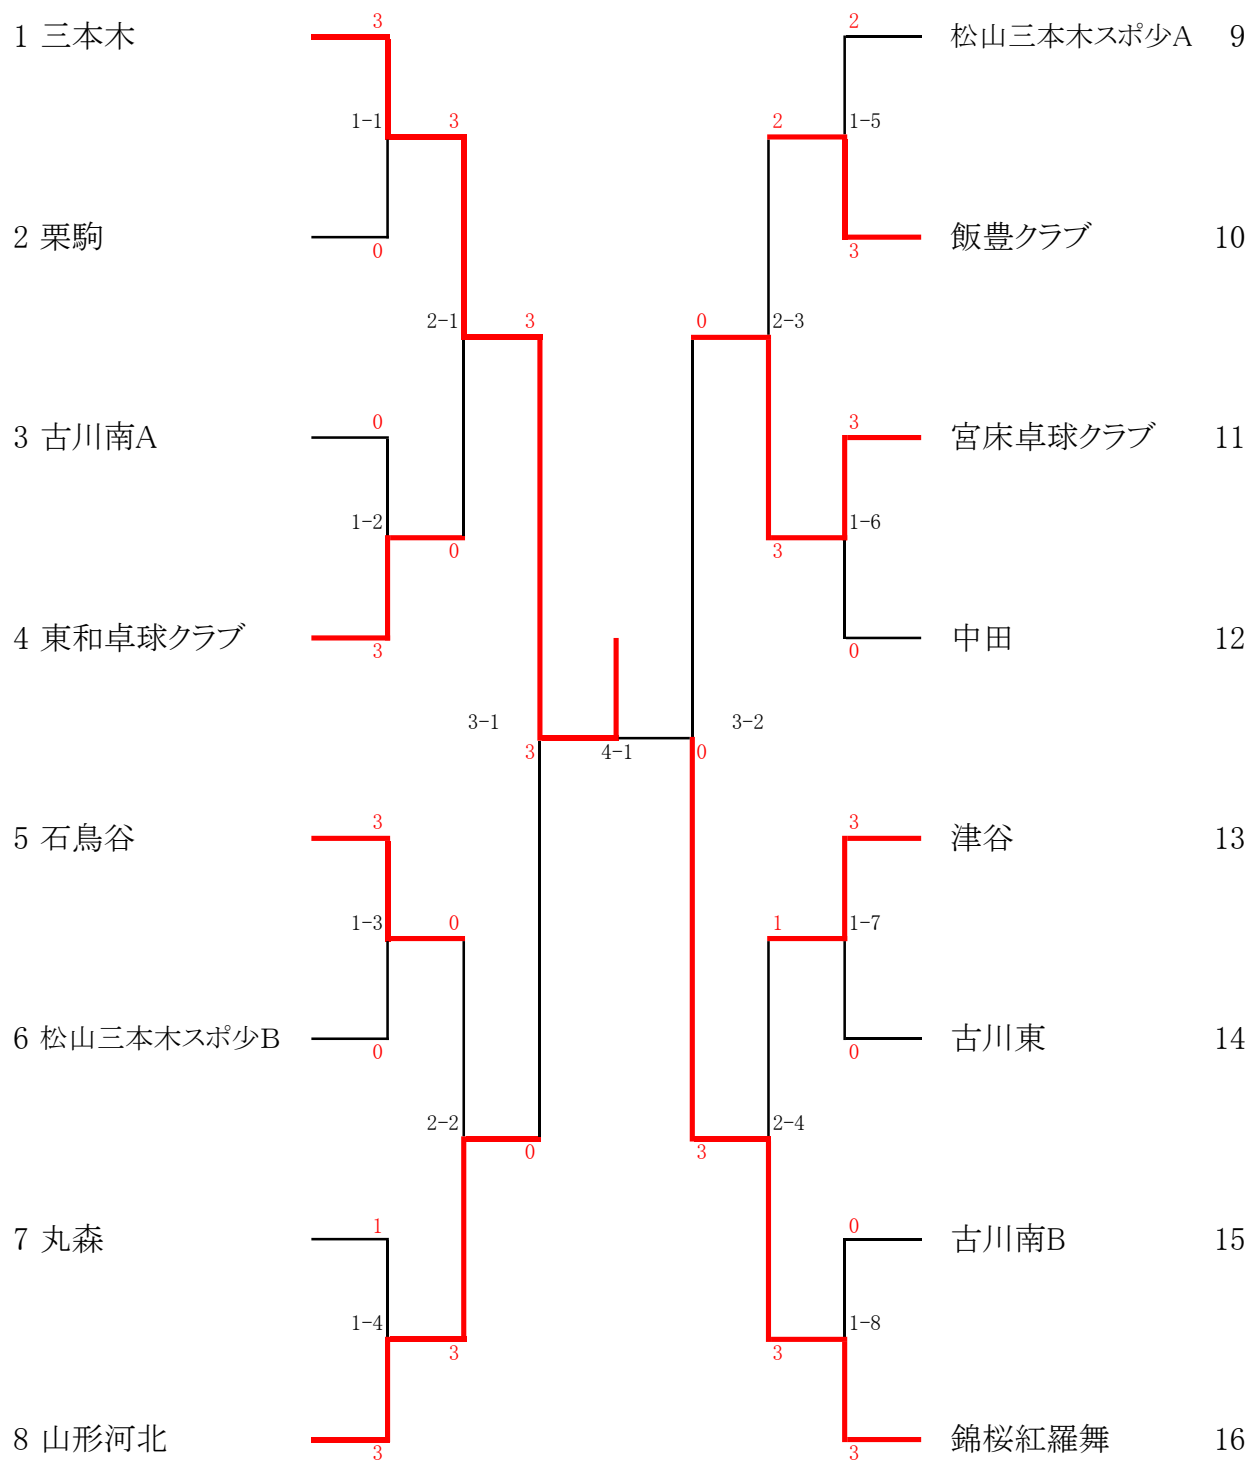 3 2
1 三本木 松山三本木スポ少A 9
1-1 3 2 1-5
2 栗駒 飯豊クラブ 10
0 3
2-1 3 0 2-3
0 3
3 古川南A 宮床卓球クラブ 11
1-2 1-6
0 3
4 東和卓球クラブ 中田 12
3 0
3-1 3-2
3 4-1 0
3 3
5 石鳥谷 津谷 13
1-3 0 1 1-7
6 松山三本木スポ少B 古川東 14
0 0
2-2 2-4
0 3
1 0
7 丸森 古川南B 15
1-4 1-8
3 3
8 山形河北 錦桜紅羅舞 16
3 3